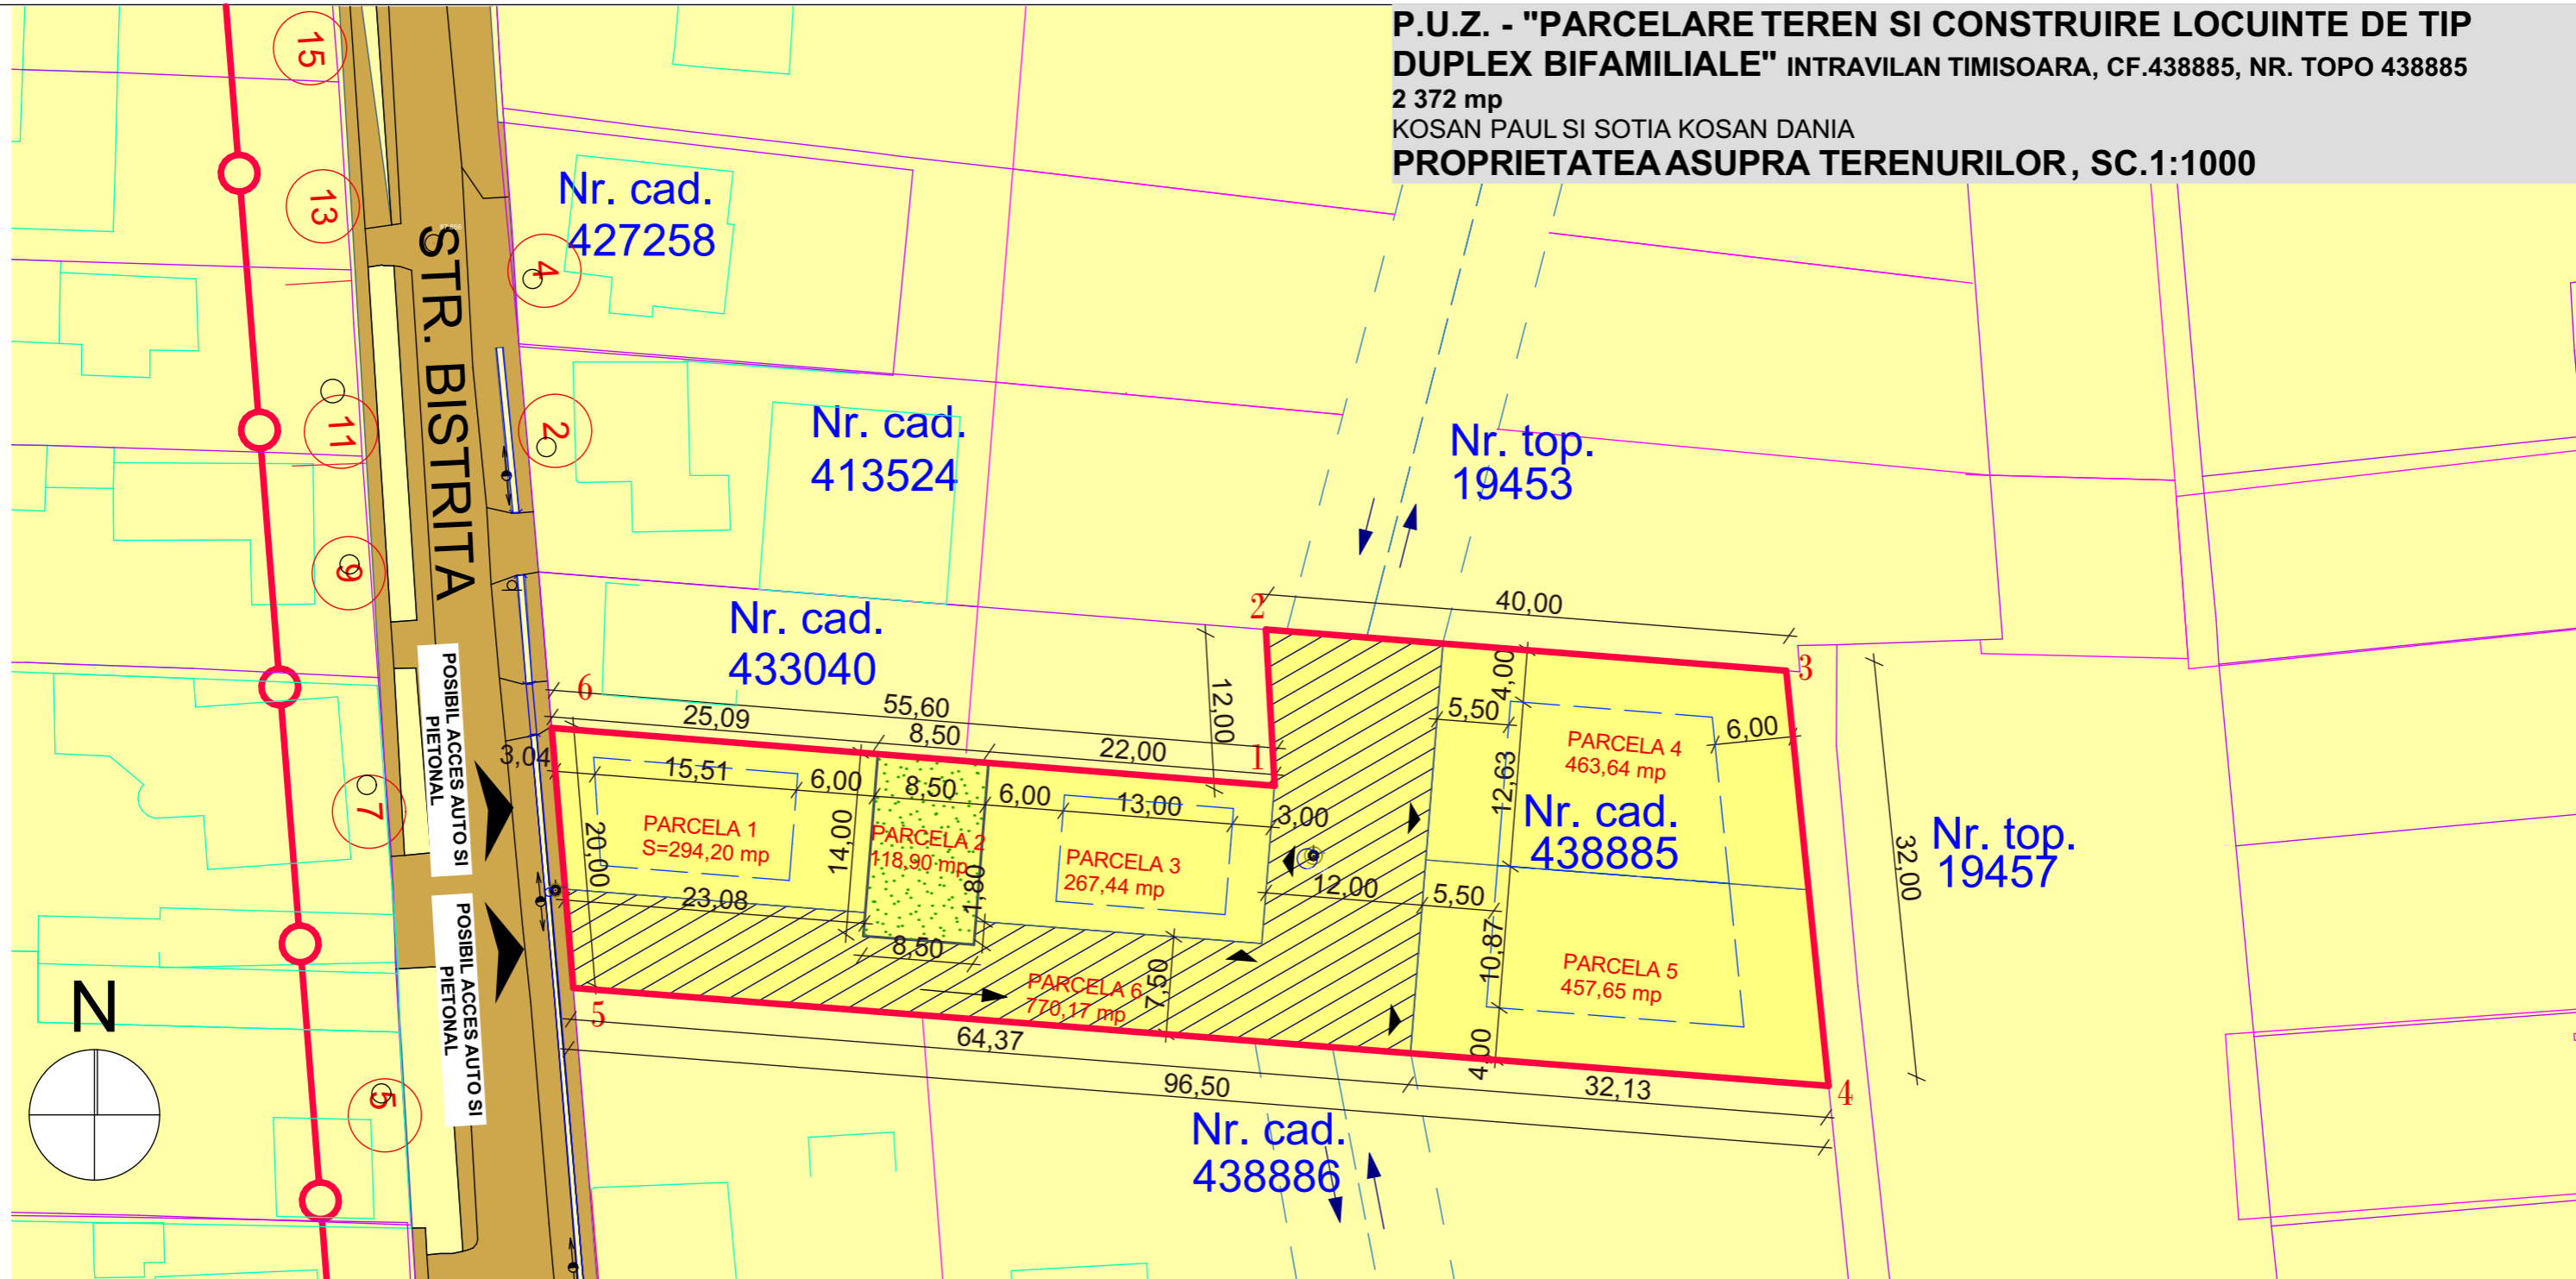 P.U.Z. - "PARCELARE TEREN SI CONSTRUIRE LOCUINTE DE TIP
DUPLEX BIFAMILIALE" INTRAVILAN TIMISOARA, CF.438885, NR. TOPO 438885
2 372 mp
KOSAN PAUL SI SOTIA KOSAN DANIA
PROPRIETATEA ASUPRA TERENURILOR, SC.1:1000
15
13
11
9
7
5
4
2
STR. BISTRITA
Nr. cad.
427258
Nr. cad.
413524
Nr. top.
19453
Nr. cad.
433040
2
40,00
3
6
55,60
25,09
8,50
22,00
12,00
1
3,04
15,51
6,00
8,50
6,00
13,00
3,00
4,00
5,50
6,00
12,63
PARCELA 4
463,64 mp
Nr. cad.
438885
PARCELA 1
S=294,20 mp
20,00
14,00
PARCELA 2
118,90 mp
1,80
PARCELA 3
267,44 mp
23,08
8,50
12,00
5,50
10,87
PARCELA 5
457,65 mp
PARCELA 6
770,17 mp
7,50
4,00
5
64,37
96,50
32,13
4
32,00
Nr. top.
19457
Nr. cad.
438886
POSIBIL ACCES AUTO SI
PIETONAL
POSIBIL ACCES AUTO SI
PIETONAL
N